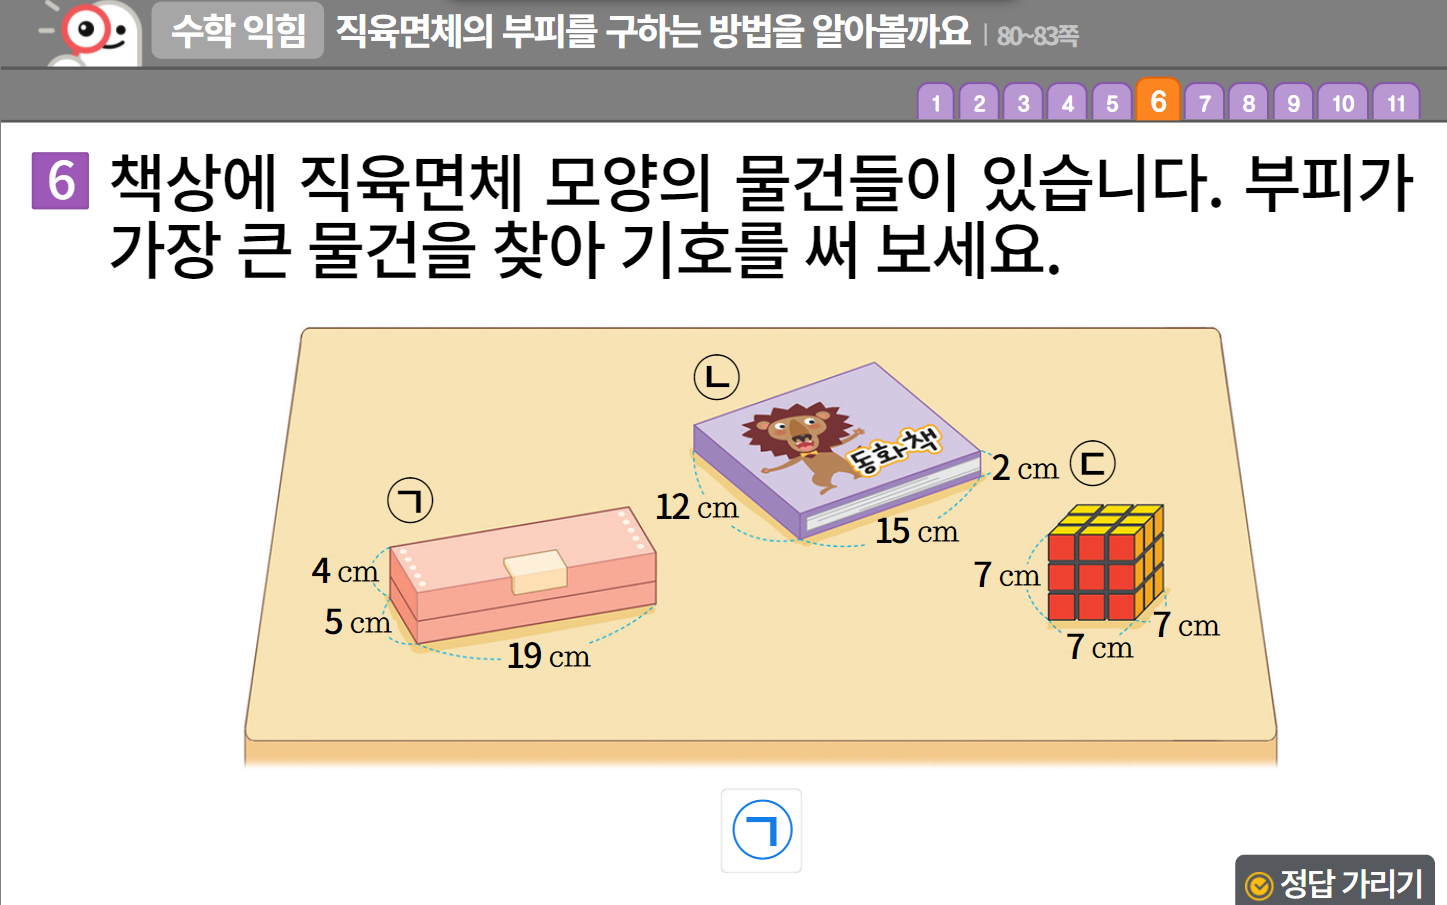 수학 익힘 직육면체의 부피를 구하는 방법을 알아볼까요 | 80~83쪽
1 2 3 4 5 6 7 8 9 10 11
6 책상에 직육면체 모양의 물건들이 있습니다. 부피가
가장 큰 물건을 찾아 기호를 써 보세요.
㉠
4 cm
5 cm
19 cm
㉡
동화책
12 cm
15 cm
2 cm
㉢
7 cm
7 cm
7 cm
㉠
정답 가리기